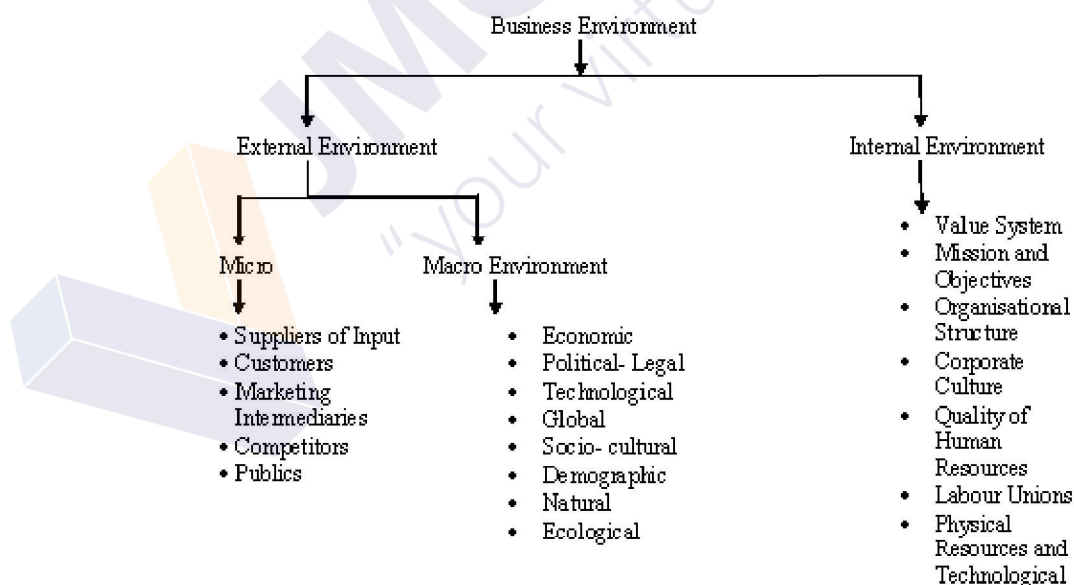 Business Environment
External Environment
Internal Environment
Micro
Macro Environment
• Suppliers of Input
• Customers
• Marketing
Intermediaries
• Competitors
• Publics
• Economic
• Political- Legal
• Technological
• Global
• Socio- cultural
• Demographic
• Natural
• Ecological
• Value System
• Mission and
Objectives
• Organisational
Structure
• Corporate
Culture
• Quality of
Human
Resources
• Labour Unions
• Physical
Resources and
Technological
"your